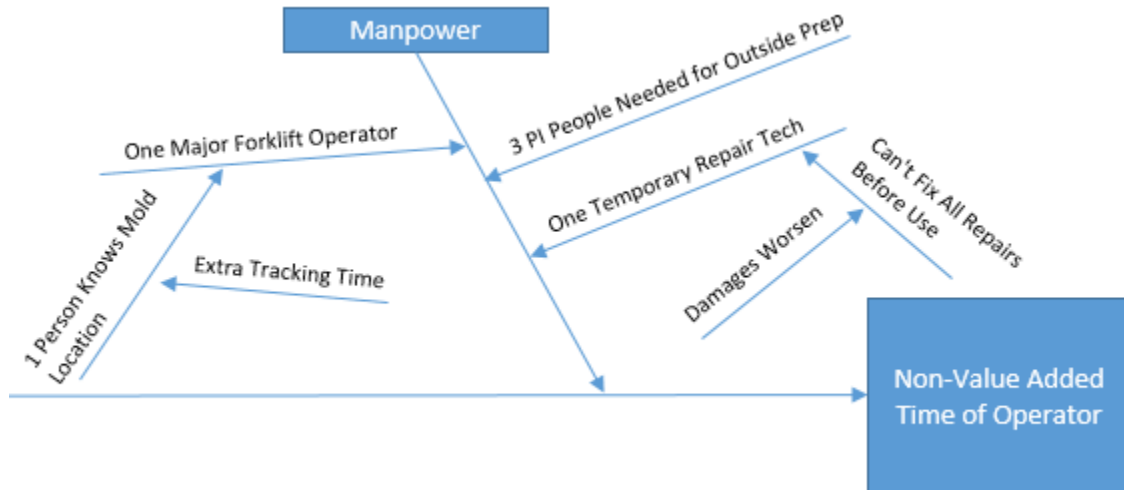 Manpower
3 PI People Needed for Outside Prep
One Major Forklift Operator
One Temporary Repair Tech
Can't Fix All Repairs
Before Use
1 Person Knows Mold
Location
Extra Tracking Time
Damages Worsen
Non-Value Added
Time of Operator